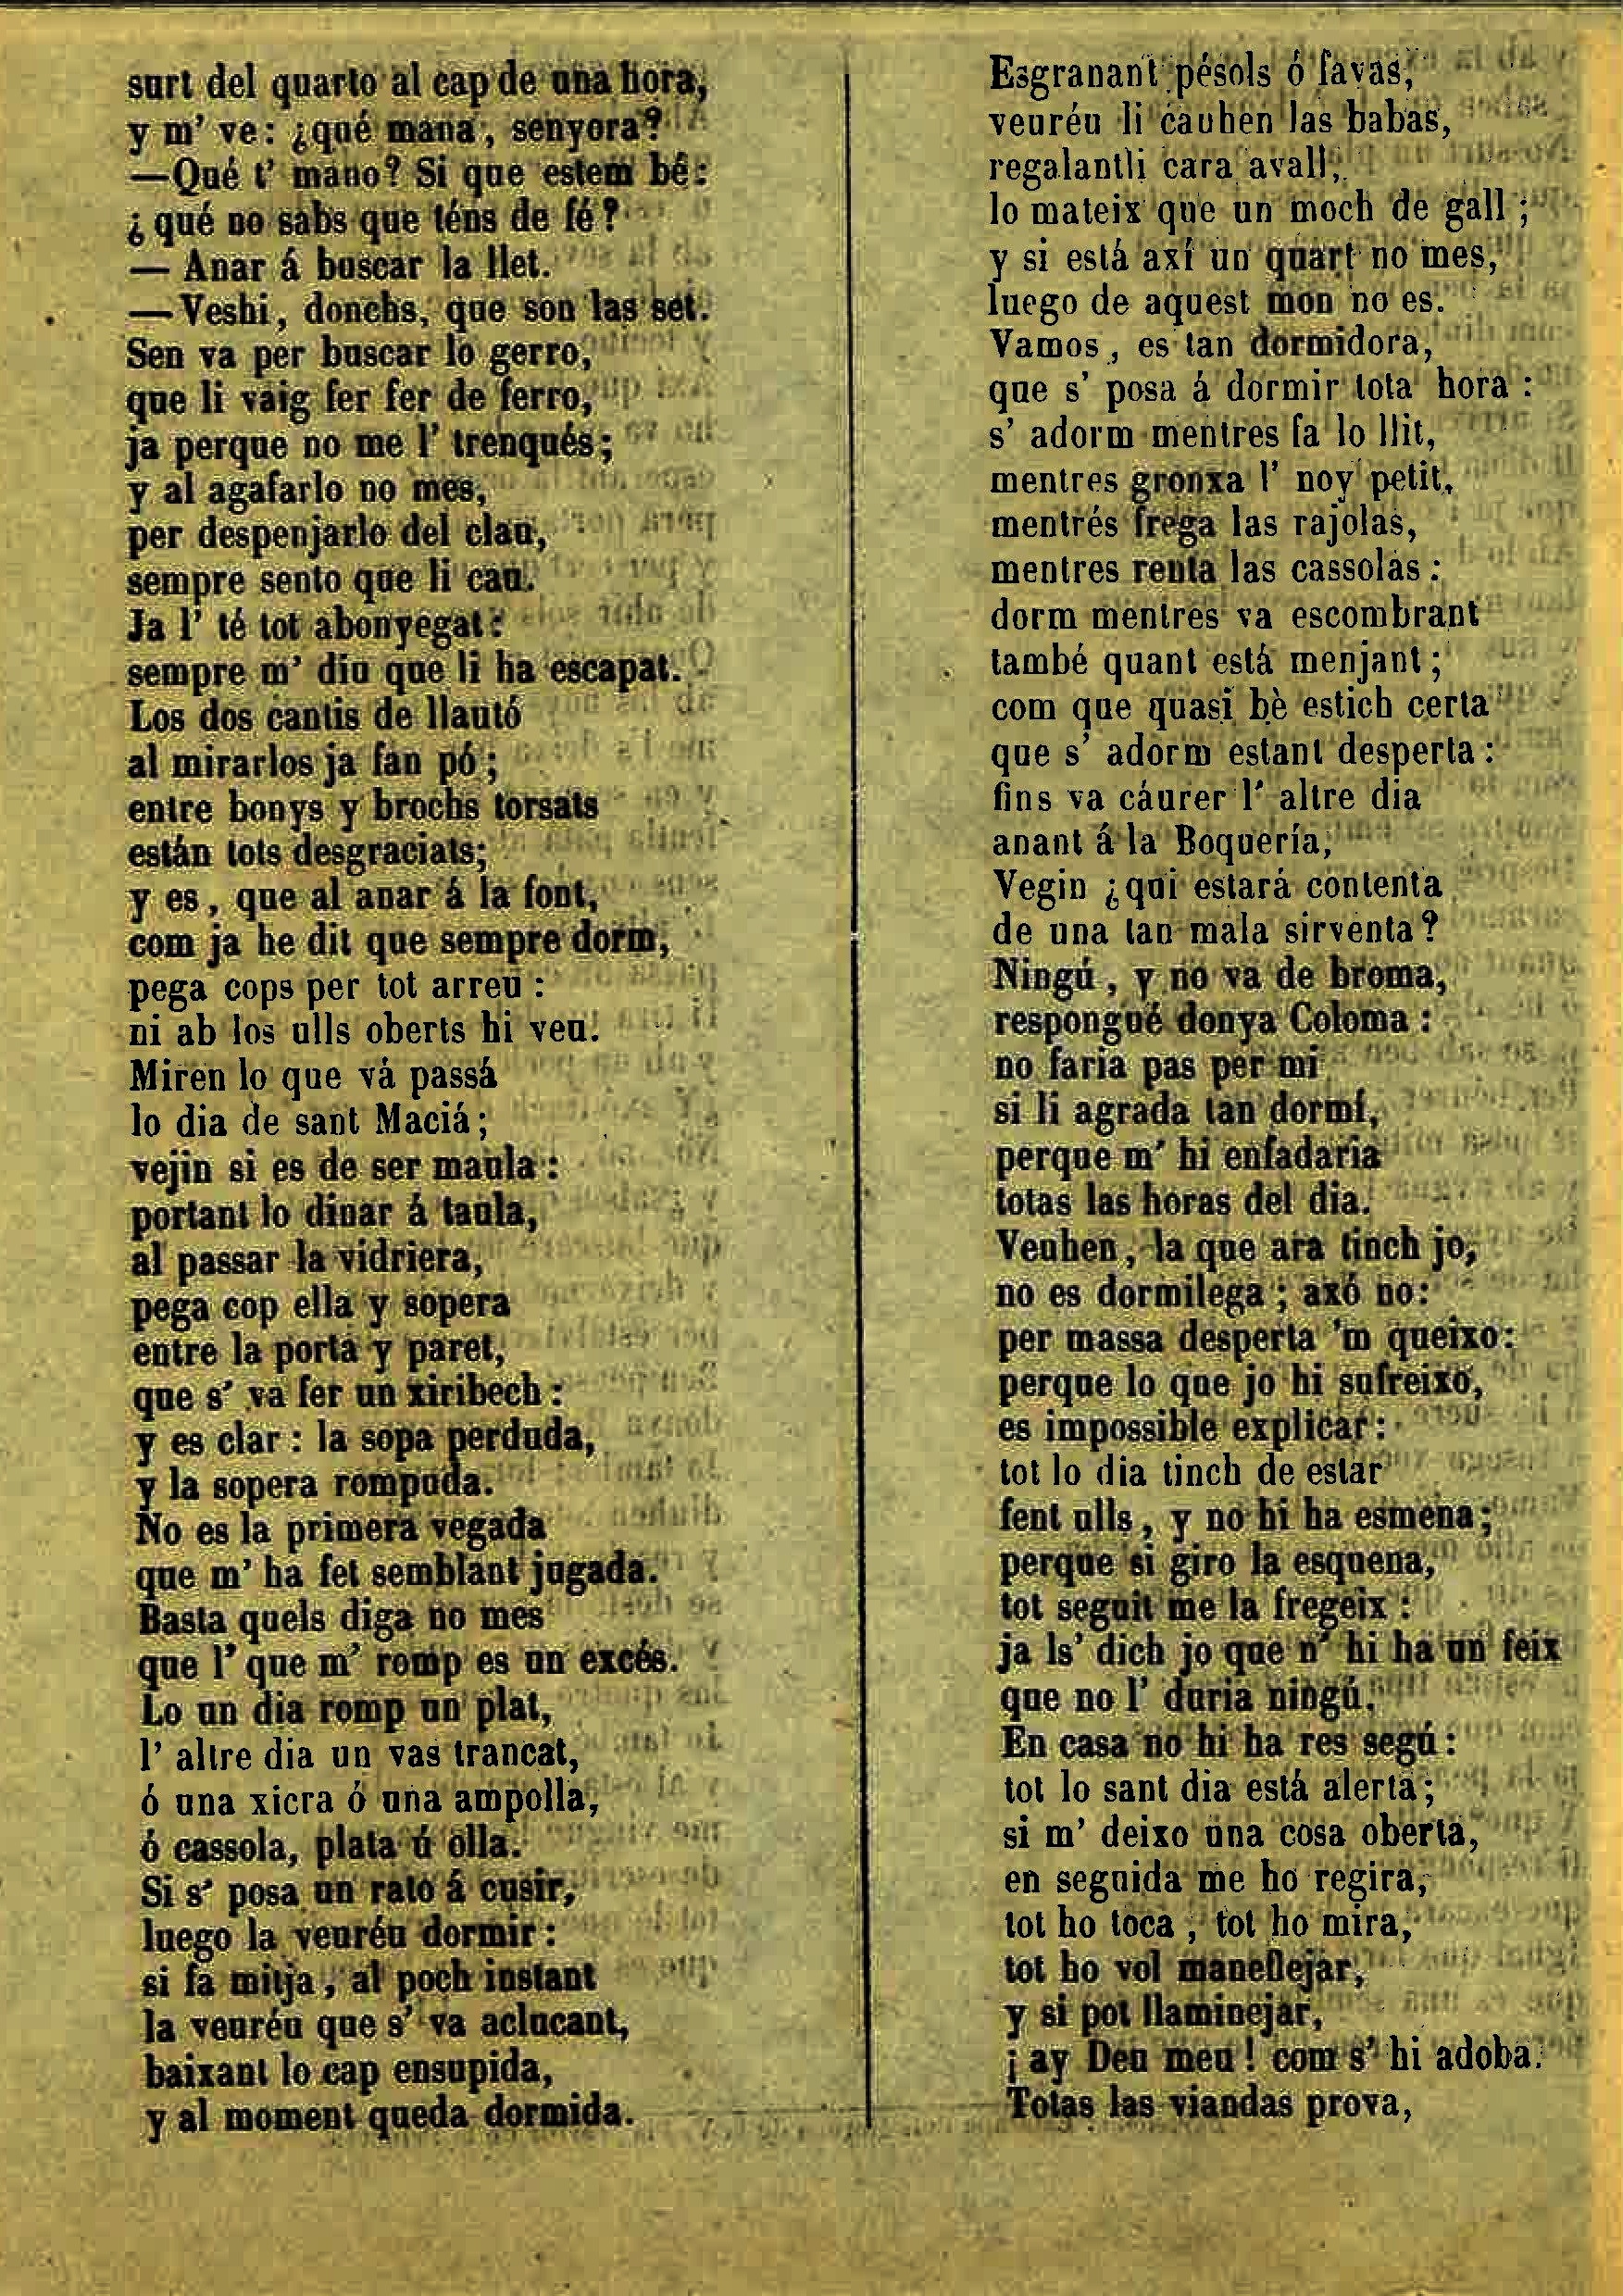 surt del quarto al cap de una hora,
y m' ve: ¿qué mana, senyora?
—Qué t' mano? Si que estem bé:
¿qué no sabs que téns de fé?
— Anar á buscar la llet.
—Veshi, donchs, que son las set.
Sen va per buscar lo gerro,
que li vaig fer fer de ferro,
ja perque no me l' trenqués;
y al agafarlo no mes,
per despenjarlo del clau,
sempre sento que li cau.
Ja l' té tot abonyegat:
sempre m' diu que li ha escapat.
Los dos cantis de llautó
al mirarlos ja fan pó;
entre bonys y brochs torsats
están tots desgraciats;
y es, que al anar á la font,
com ja he dit que sempre dorm,
pega cops per tot arreu:
ni ab los ulls oberts hi veu.
Miren lo que vá passá
lo dia de sant Maciá;
vejin si es de ser maula:
portant lo dinar á taula,
al passar la vidriera,
pega cop ella y sopera
entre la porta y paret,
que s' va fer un xiribech:
y es clar: la sopa perduda,
y la sopera rompuda.
No es la primera vegada
que m' ha fet semblant jugada.
Basta quels diga no mes
que l' que m' romp es un excés.
Lo un dia romp un plat,
l' altre dia un vas trancat,
ó una xicra ó una ampolla,
ó cassola, plata ú olla.
Si s' posa un rato á cusir,
luego la veuréu dormir:
si fa mitja, al poch instant
la veuréu que s' va aclucant,
baixant lo cap ensupida,
y al moment queda dormida.
Esgranant pésols ó favas,
veuréu li cauhen las babas,
regalantli cara avall,
lo mateix que un moch de gall;
y si está axí un quart no mes,
luego de aquest mon no es.
Vamos, es tan dormidora,
que s' posa á dormir tota hora:
s' adorm mentres fa lo llit,
mentres gronxa l' noy petit,
mentrés frega las rajolas,
mentres renta las cassolas:
dorm mentres va escombrant
també quant está menjant;
com que quasi bè estich certa
que s' adorm estant desperta:
fins va cáurer l' altre dia
anant á la Boquería,
Vegin ¿qui estará contenta
de una tan mala sirventa?
Ningú, y no va de broma,
respongué donya Coloma:
no faria pas per mi
si li agrada tan dormí,
perque m' hi enfadaria
totas las horas del dia.
Veuhen, la que ara tinch jo,
no es dormilega; axó no:
per massa desperta 'm queixo:
perque lo que jo hi sufreixo,
es impossible explicar:
tot lo dia tinch de estar
fent ulls, y no hi ha esmena;
perque si giro la esquena,
tot seguit me la fregeix:
ja ls' dich jo que n' hi ha un feix
que no l' duria ningú.
En casa no hi ha res segú:
tot lo sant dia está alerta;
si m' deixo una cosa oberta,
en seguida me ho regira,
tot ho toca, tot ho mira,
tot ho vol maneflejar,
y si pot llaminejar,
¡ay Deu meu! com s' hi adoba.
Totas las viandas prova,